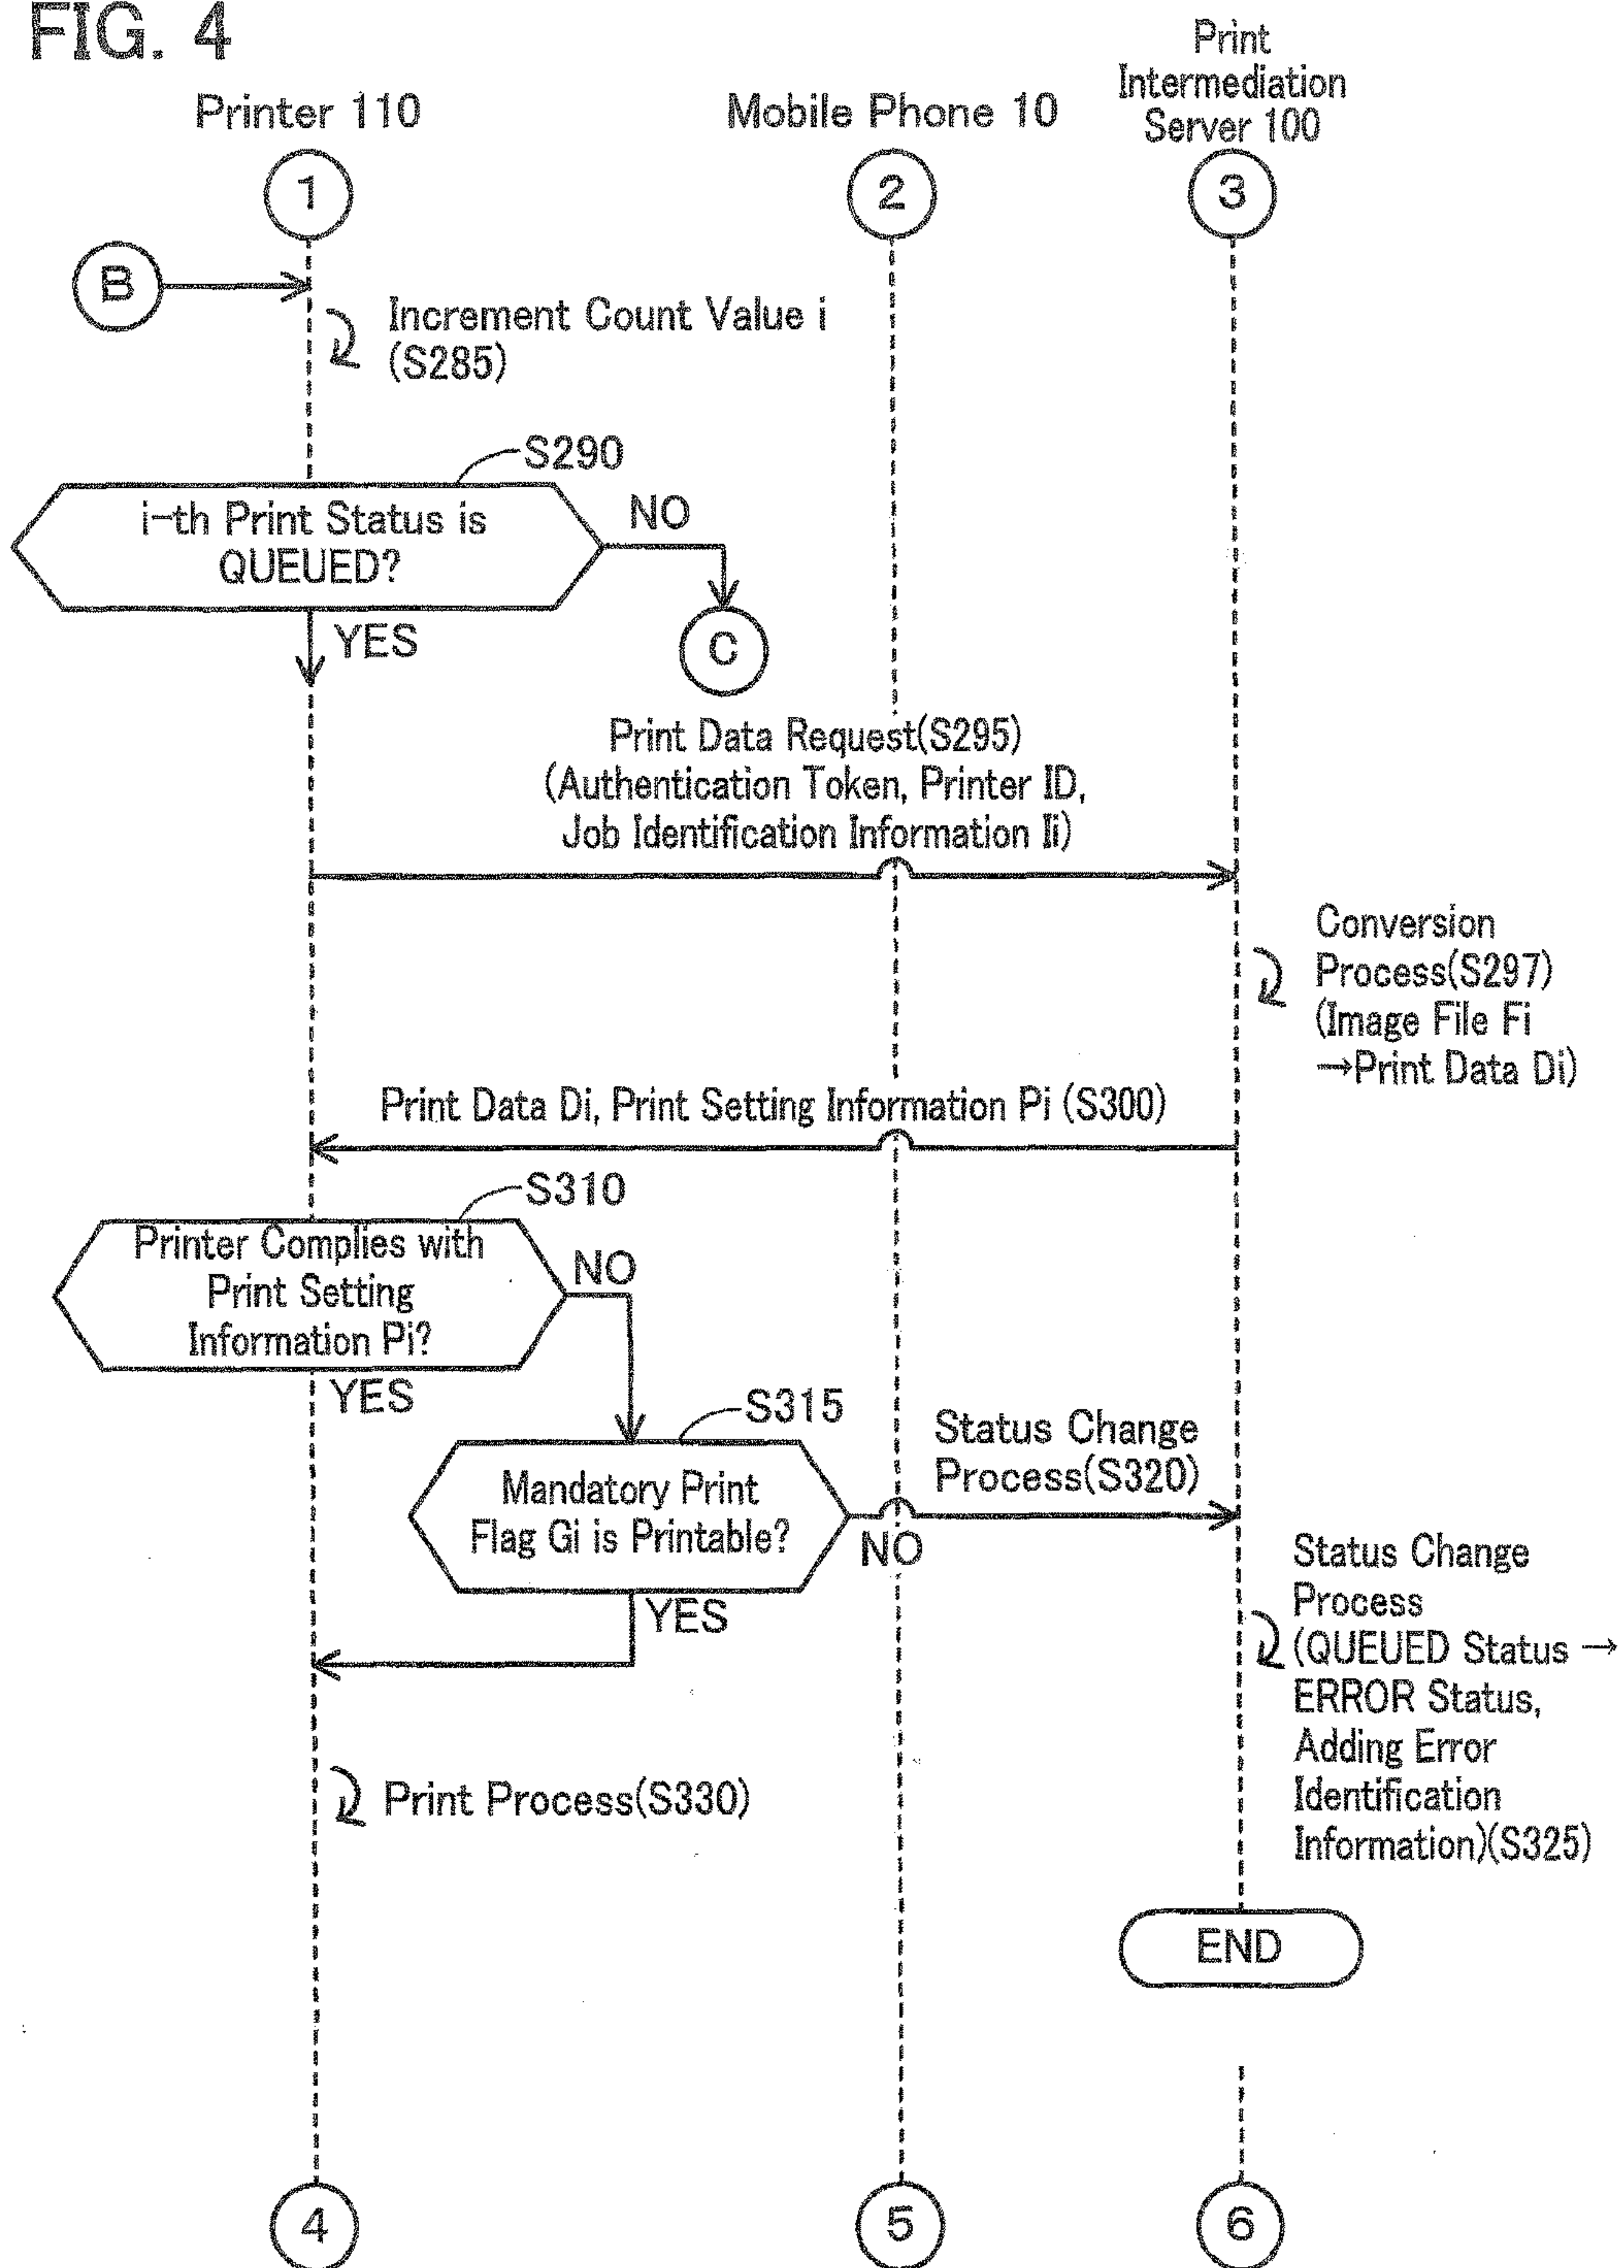 FIG. 4
Printer 110
Mobile Phone 10
Print
Intermediation
Server 100
1
2
3
B
Increment Count Value i
(S285)
S290
i-th Print Status is
QUEUED?
NO
YES
C
Print Data Request(S295)
(Authentication Token, Printer ID,
Job Identification Information Ii)
Conversion
Process(S297)
(Image File Fi
→Print Data Di)
Print Data Di, Print Setting Information Pi (S300)
S310
Printer Complies with
Print Setting
Information Pi?
NO
YES
S315
Mandatory Print
Flag Gi is Printable?
Status Change
Process(S320)
NO
YES
Status Change
Process
(QUEUED Status →
ERROR Status,
Adding Error
Identification
Information)(S325)
Print Process(S330)
END
4
5
6